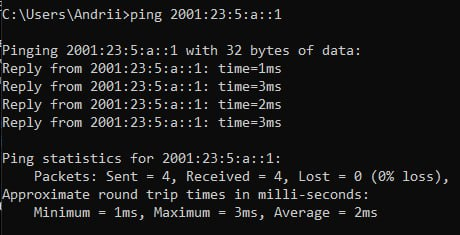 C:\Users\Andrii>ping 2001:23:5:a::1
Pinging 2001:23:5:a::1 with 32 bytes of data:
Reply from 2001:23:5:a::1: time=1ms
Reply from 2001:23:5:a::1: time=3ms
Reply from 2001:23:5:a::1: time=2ms
Reply from 2001:23:5:a::1: time=3ms
Ping statistics for 2001:23:5:a::1:
    Packets: Sent = 4, Received = 4, Lost = 0 (0% loss),
Approximate round trip times in milli-seconds:
    Minimum = 1ms, Maximum = 3ms, Average = 2ms